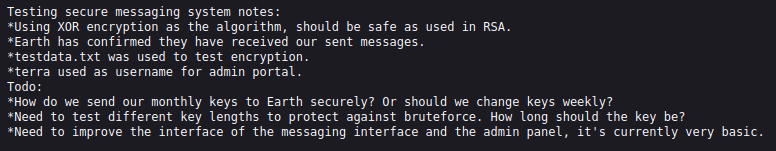 Testing secure messaging system notes:
*Using XOR encryption as the algorithm, should be safe as used in RSA.
*Earth has confirmed they have received our sent messages.
*testdata.txt was used to test encryption.
*terra used as username for admin portal.
Todo:
*How do we send our monthly keys to Earth securely? Or should we change keys weekly?
*Need to test different key lengths to protect against bruteforce. How long should the key be?
*Need to improve the interface of the messaging interface and the admin panel, it's currently very basic.